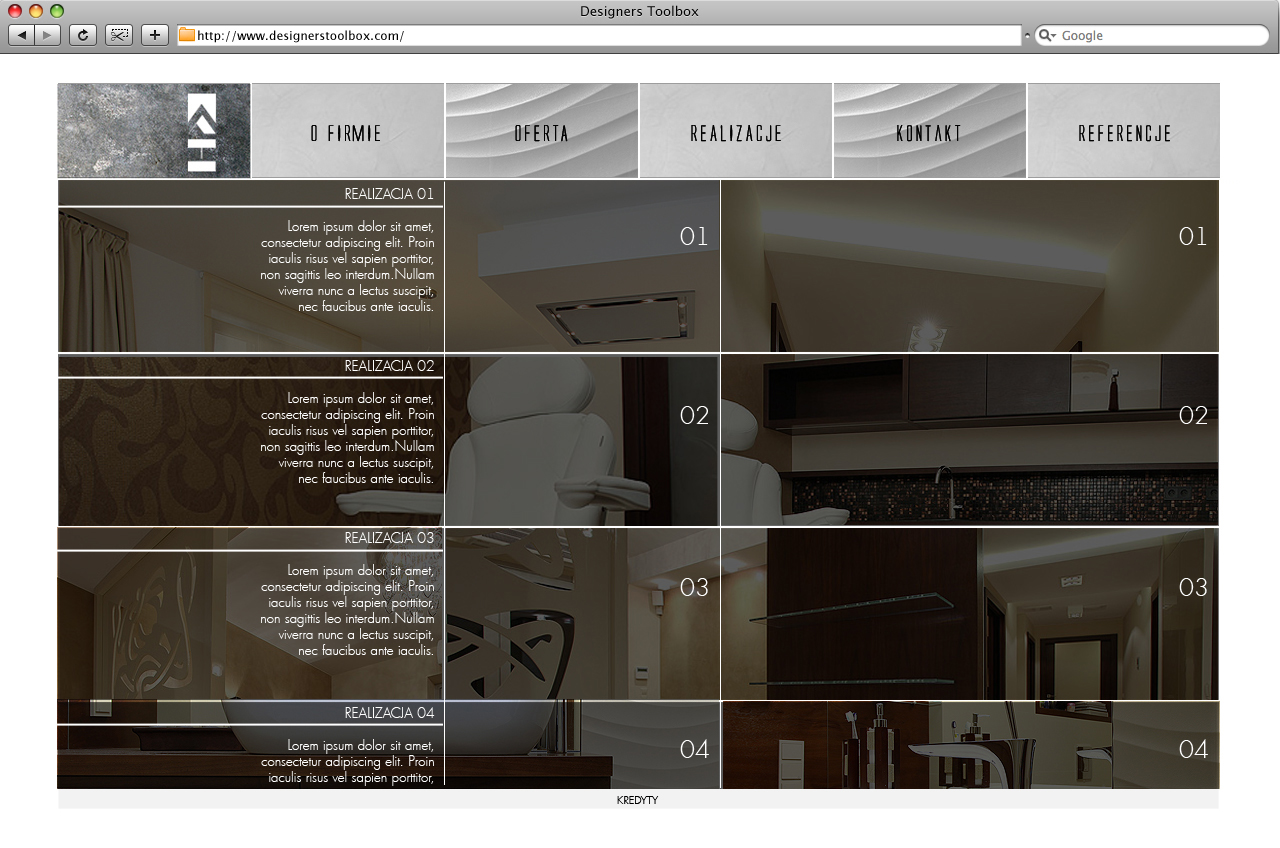 Designers Toolbox
http://www.designerstoolbox.com/
Google
O FIRMIE
OFERTA
REALIZACJE
KONTAKT
REFERENCJE
REALIZACJA 01
Lorem ipsum dolor sit amet,
consectetur adipiscing elit. Proin
iaculis risus vel sapien porttitor,
non sagittis leo interdum.Nullam
viverra nunc a lectus suscipit,
nec faucibus ante iaculis.
01
01
REALIZACJA 02
Lorem ipsum dolor sit amet,
consectetur adipiscing elit. Proin
iaculis risus vel sapien porttitor,
non sagittis leo interdum.Nullam
viverra nunc a lectus suscipit,
nec faucibus ante iaculis.
02
02
REALIZACJA 03
Lorem ipsum dolor sit amet,
consectetur adipiscing elit. Proin
iaculis risus vel sapien porttitor,
non sagittis leo interdum.Nullam
viverra nunc a lectus suscipit,
nec faucibus ante iaculis.
03
03
REALIZACJA 04
Lorem ipsum dolor sit amet,
consectetur adipiscing elit. Proin
iaculis risus vel sapien porttitor,
04
04
KREDYTY